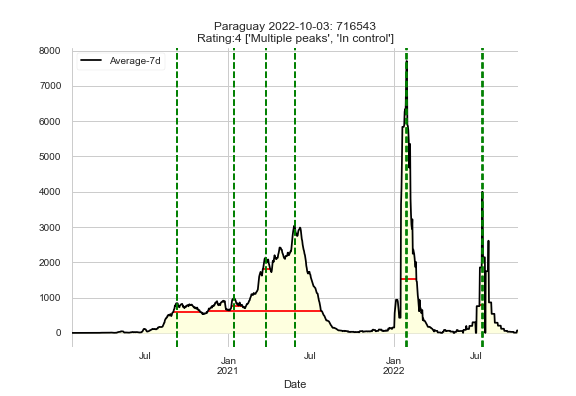 Paraguay 2022-10-03: 716543
Rating:4 ['Multiple peaks', 'In control']
Average-7d
8000
7000
6000
5000
4000
3000
2000
1000
0
Jul
Jan
2021
Jul
Jan
2022
Jul
Date